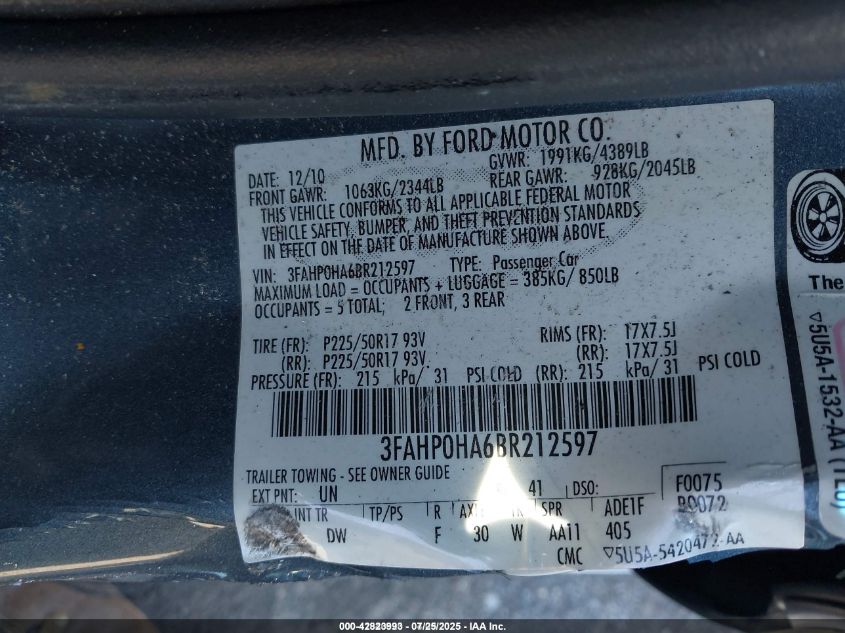 MFD. BY FORD MOTOR CO.
DATE: 12/10 GVWR: 1991KG/4389LB
FRONT GAWR: 1063KG/2344LB REAR GAWR: 928KG/2045LB
THIS VEHICLE CONFORMS TO ALL APPLICABLE FEDERAL MOTOR
VEHICLE SAFETY, BUMPER, AND THEFT PREVENTION STANDARDS
IN EFFECT ON THE DATE OF MANUFACTURE SHOWN ABOVE.
VIN: 3FAHP0HA6BR212597 TYPE: Passenger Car
MAXIMUM LOAD = OCCUPANTS + LUGGAGE = 385KG/ 850LB
OCCUPANTS = 5 TOTAL; 2 FRONT, 3 REAR
TIRE (FR): P225/50R17 93V RIMS (FR): 17X7.5J
(RR): P225/50R17 93V (RR): 17X7.5J
PRESSURE (FR): 215 kPa/ 31 PSI COLD (RR): 215 kPa/ 31 PSI COLD
3FAHP0HA6BR212597
TRAILER TOWING - SEE OWNER GUIDE
EXT PNT: UN 41 DSO: F0075
B0072
INT TR TP/PS R SPR ADE1F
DW F 30 W AA11 405
CMC ▽5U5A-5420472-AA
The
▽5U5A-1532-AA
000-42823993 - 07/25/2025 - IAA Inc.